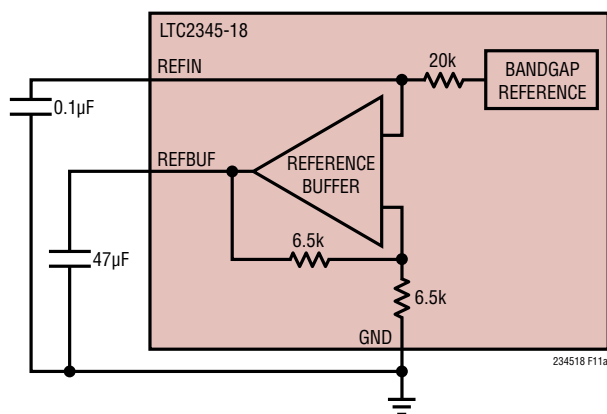 LTC2345-18
REFIN
20k
BANDGAP
REFERENCE
0.1µF
REFBUF
REFERENCE
BUFFER
6.5k
47µF
6.5k
GND
234518 F11a